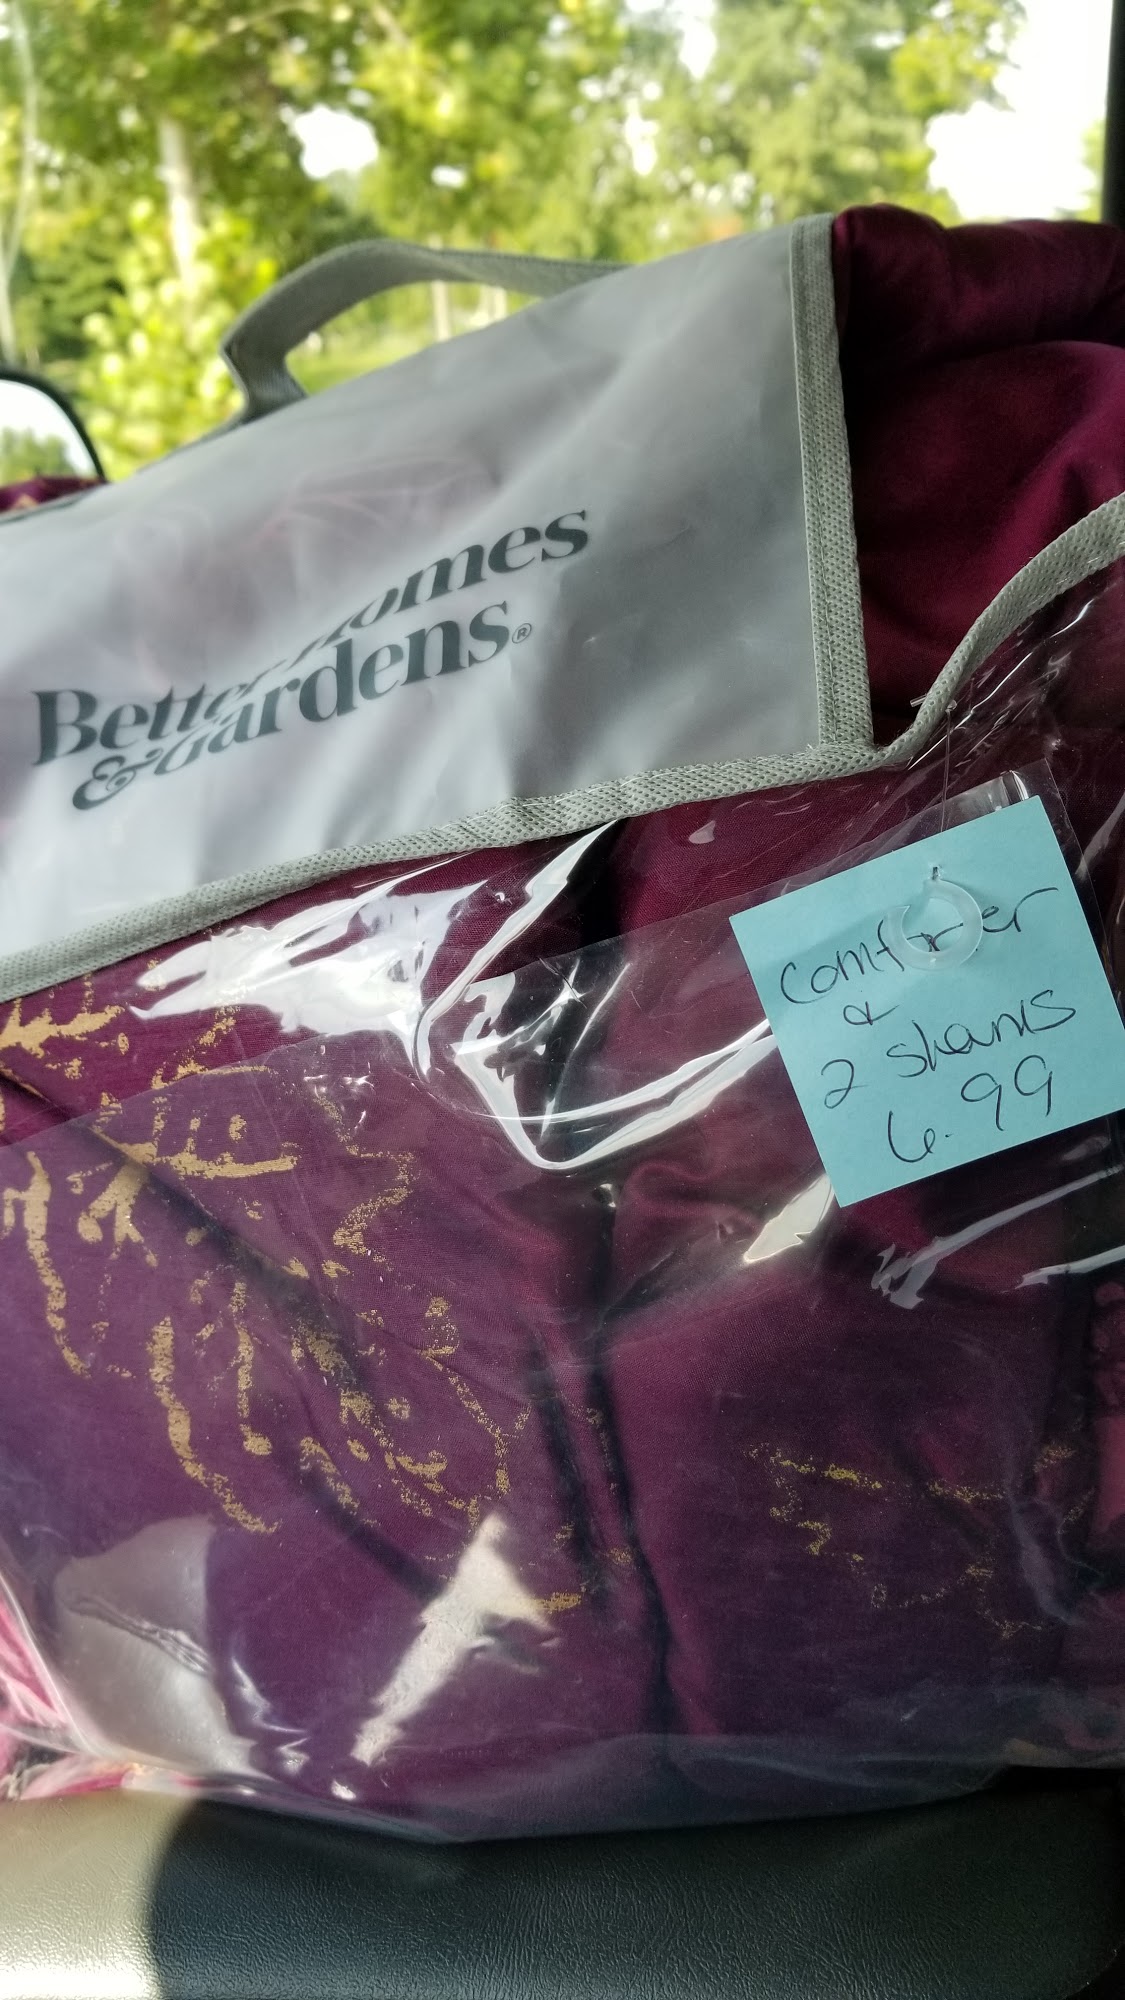 Better Homes
& Gardens®
Comforter
&
2 Shams
6.99